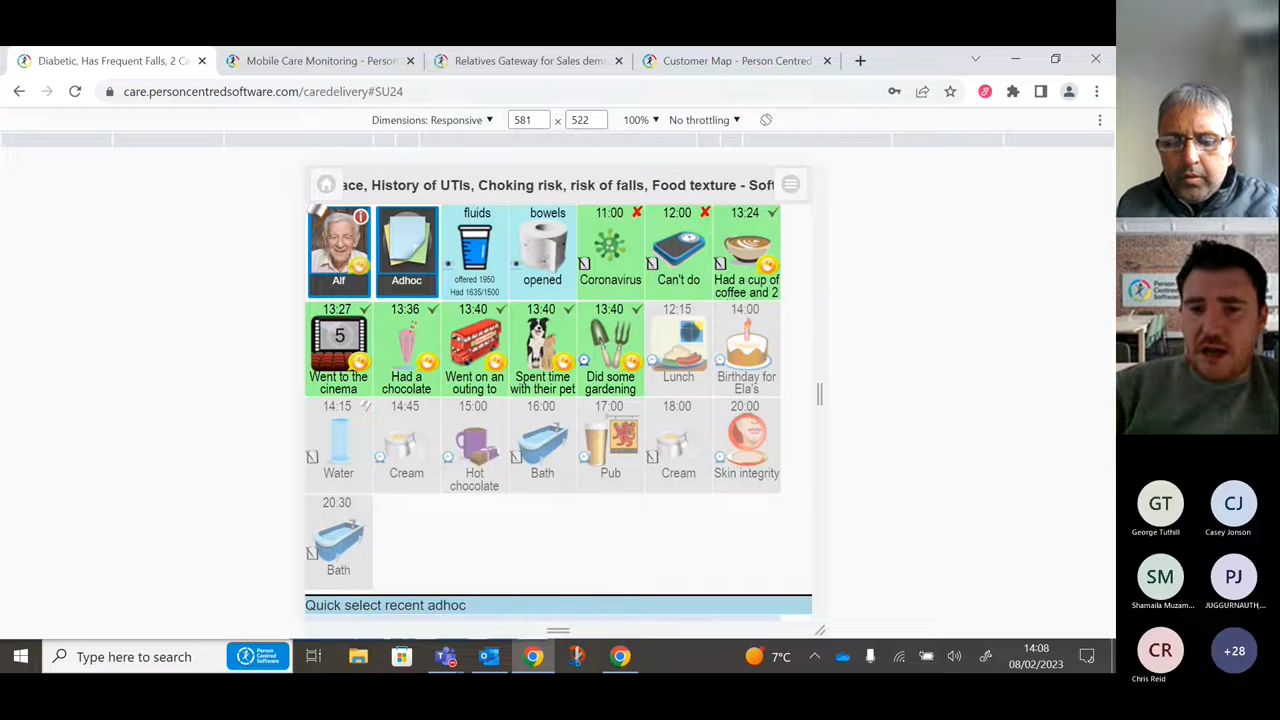 Diabetic, Has Frequent Falls, 2 Ca
Mobile Care Monitoring - Person
Relatives Gateway for Sales dem
Customer Map - Person Centred
care.personcentredsoftware.com/caredelivery#SU24
Dimensions: Responsive
581 × 522
100%
No throttling
ace, History of UTIs, Choking risk, risk of falls, Food texture - Soft
Alf
Adhoc
fluids
offered 1950
Had 1635/1500
bowels
opened
11:00
Coronavirus
12:00
Can't do
13:24
Had a cup of
coffee and 2
13:27
5
Went to the
cinema
13:36
Had a
chocolate
13:40
Went on an
outing to
13:40
Spent time
with their pet
13:40
Did some
gardening
12:15
Lunch
14:00
Birthday for
Ela's
14:15
Water
14:45
Cream
15:00
Hot
chocolate
16:00
Bath
17:00
Pub
18:00
Cream
20:00
Skin integrity
20:30
Bath
Quick select recent adhoc
Type here to search
Person
Centred
Software
7°C
14:08
08/02/2023
GT
George Tuthill
CJ
Casey Jonson
SM
Shamaila Muzam...
PJ
JUGGURNAUTH,...
CR
Chris Reid
+28